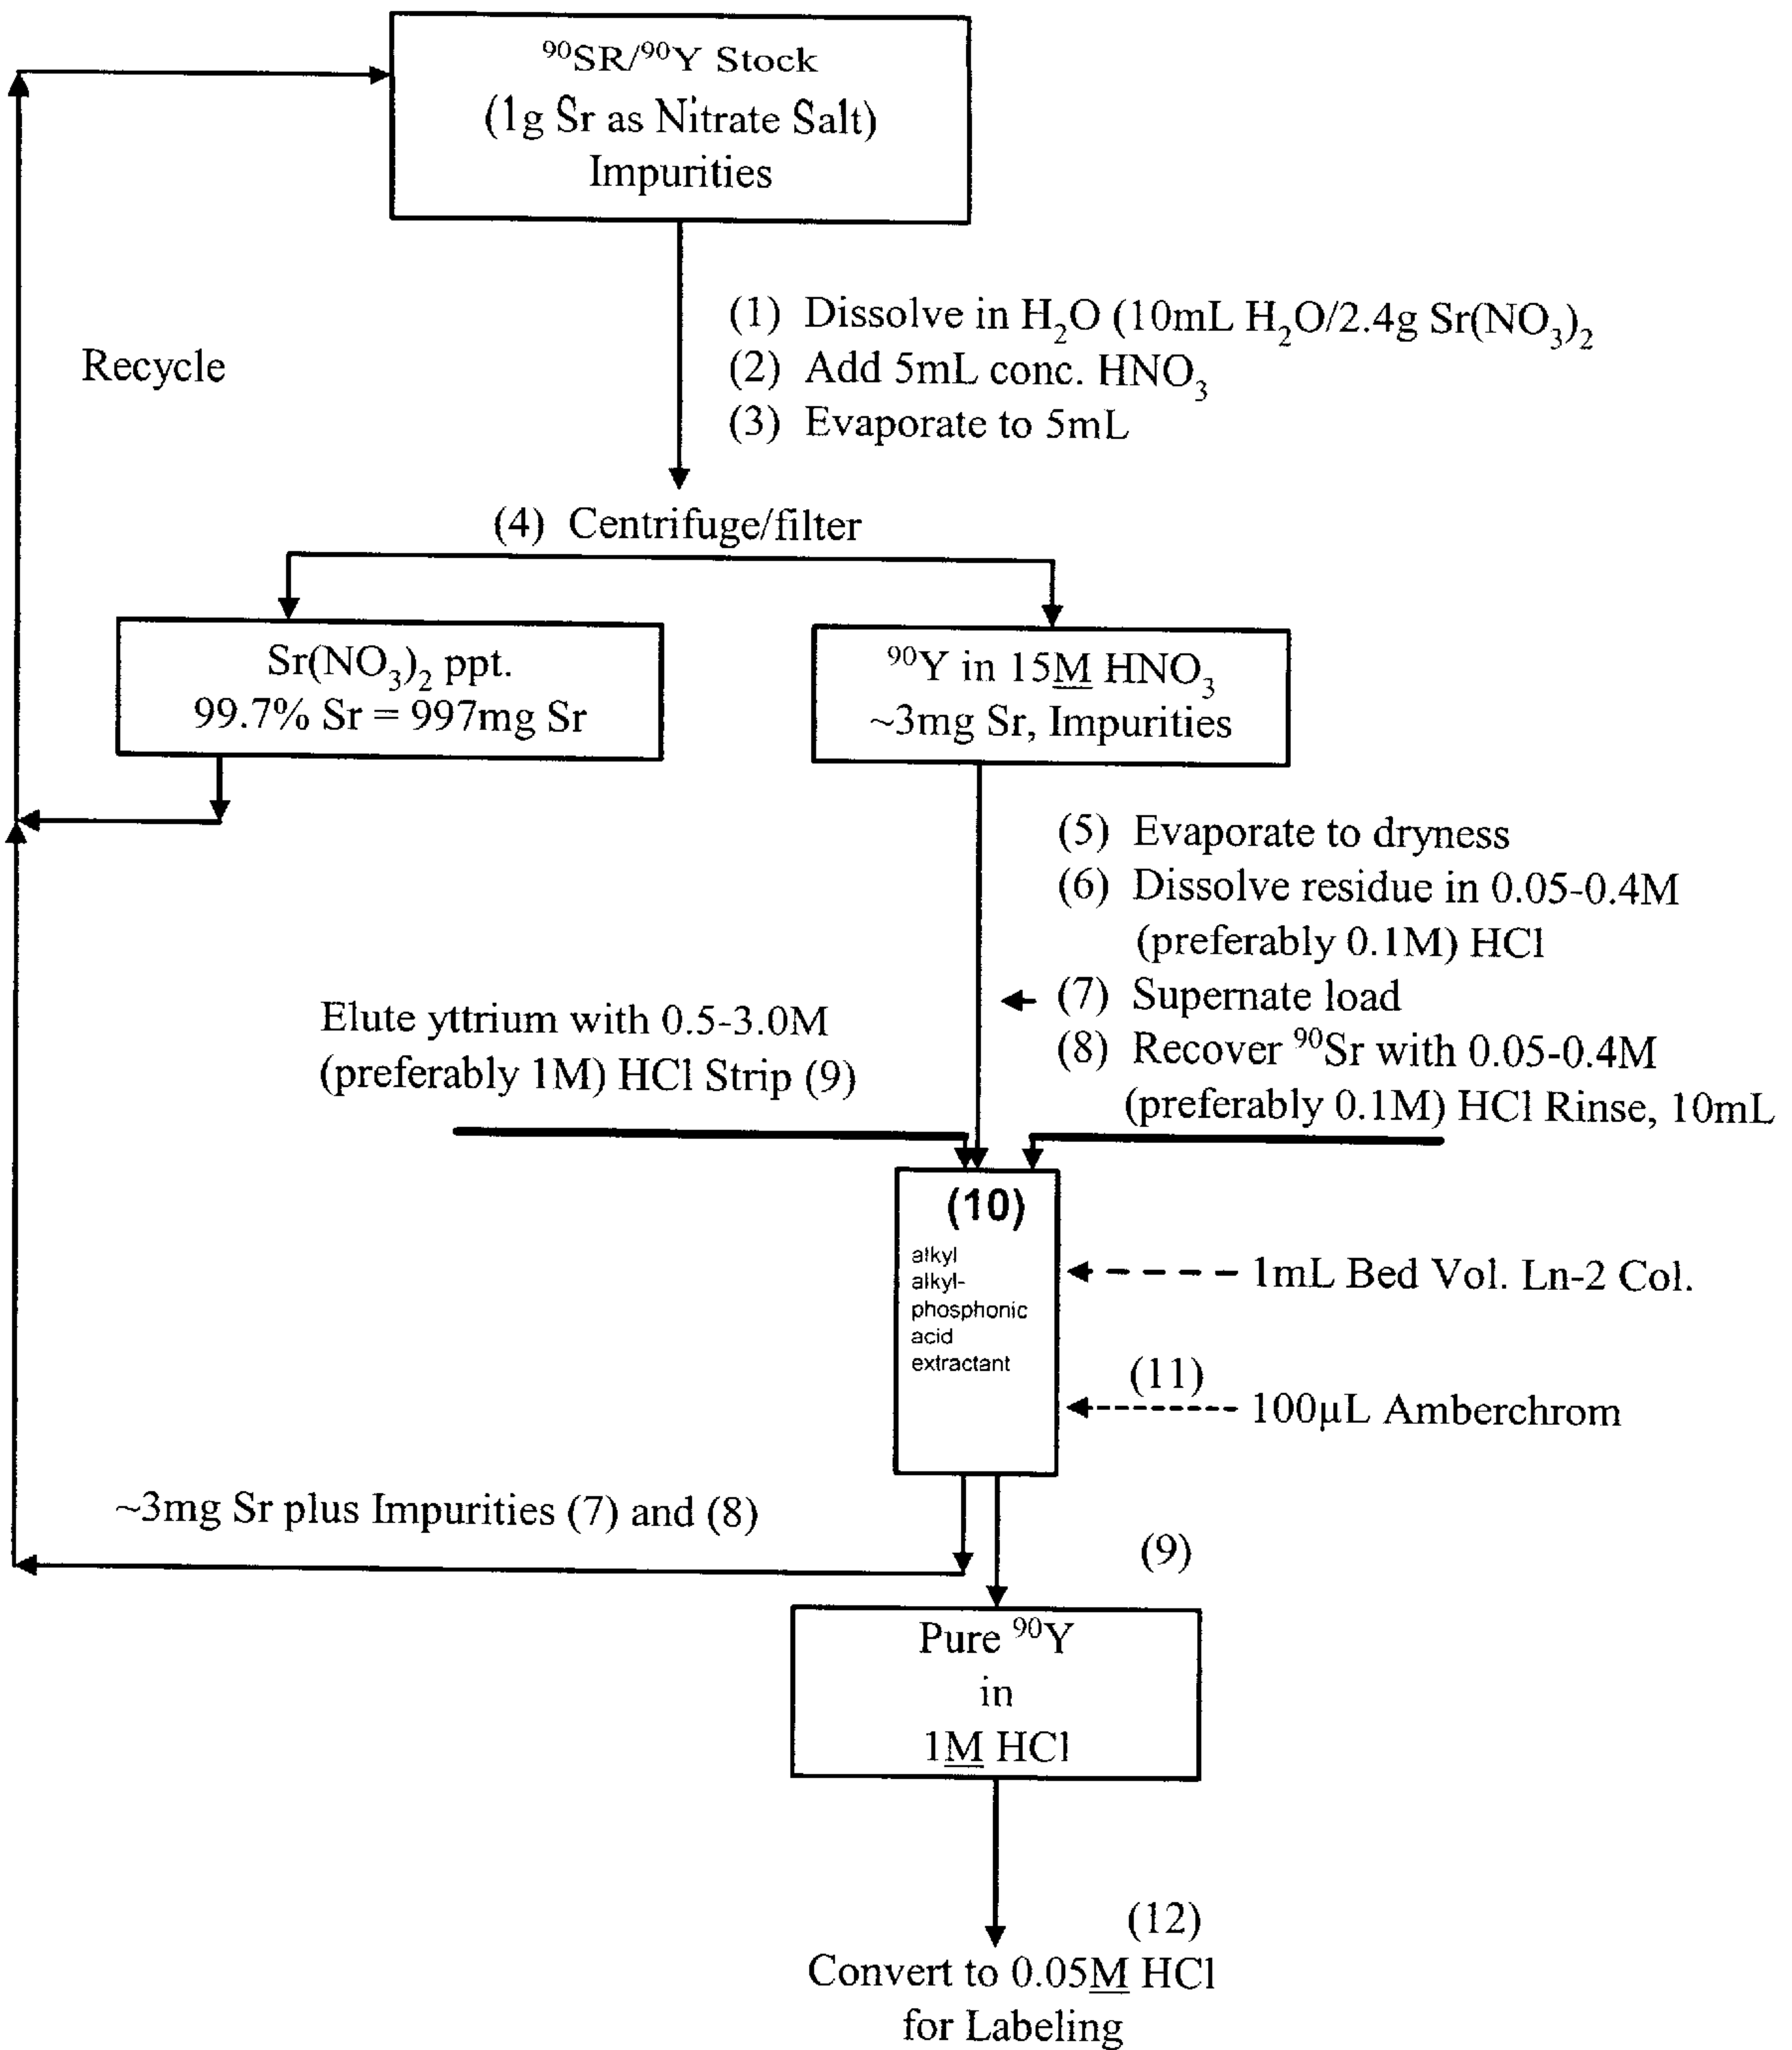 ⁹⁰SR/⁹⁰Y Stock
(1g Sr as Nitrate Salt)
Impurities
(1) Dissolve in H₂O (10mL H₂O/2.4g Sr(NO₃)₂
(2) Add 5mL conc. HNO₃
(3) Evaporate to 5mL
Recycle
(4) Centrifuge/filter
Sr(NO₃)₂ ppt.
99.7% Sr = 997mg Sr
⁹⁰Y in 15M HNO₃
~3mg Sr, Impurities
(5) Evaporate to dryness
(6) Dissolve residue in 0.05-0.4M
(preferably 0.1M) HCl
(7) Supernate load
(8) Recover ⁹⁰Sr with 0.05-0.4M
(preferably 0.1M) HCl Rinse, 10mL
Elute yttrium with 0.5-3.0M
(preferably 1M) HCl Strip (9)
(10)
alkyl
alkyl-
phosphonic
acid
extractant
1mL Bed Vol. Ln-2 Col.
(11)
100µL Amberchrom
~3mg Sr plus Impurities (7) and (8)
(9)
Pure ⁹⁰Y
in
1M HCl
(12)
Convert to 0.05M HCl
for Labeling